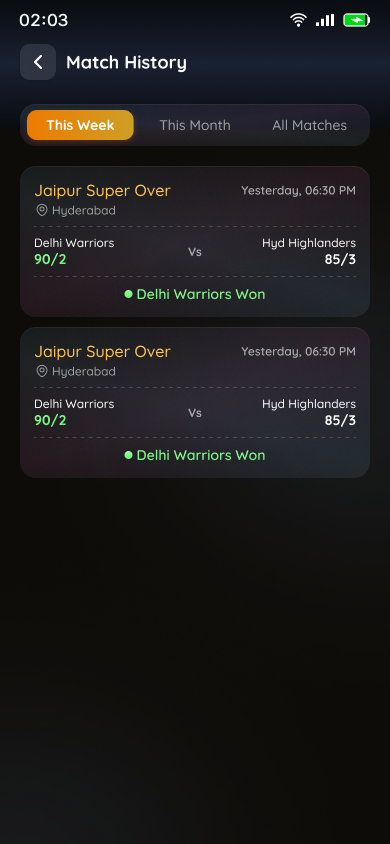 02:03
Match History
This Week This Month All Matches
Jaipur Super Over Yesterday, 06:30 PM
Hyderabad
Delhi Warriors Vs Hyd Highlanders
90/2 85/3
Delhi Warriors Won
Jaipur Super Over Yesterday, 06:30 PM
Hyderabad
Delhi Warriors Vs Hyd Highlanders
90/2 85/3
Delhi Warriors Won